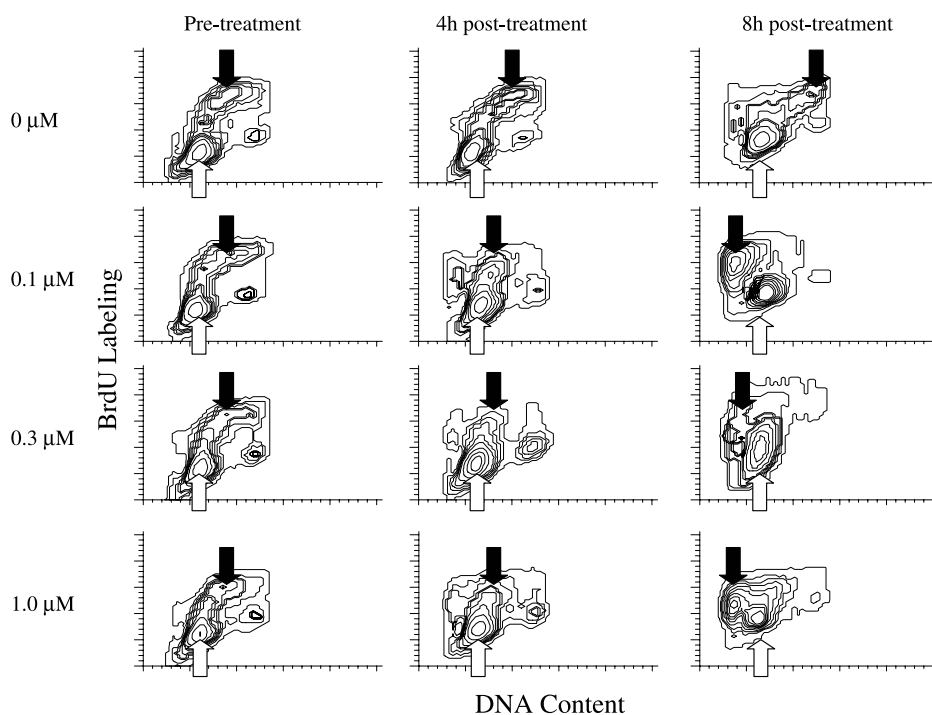 Pre-treatment 4h post-treatment 8h post-treatment
0 μM
0.1 μM
BrdU Labeling
0.3 μM
1.0 μM
DNA Content